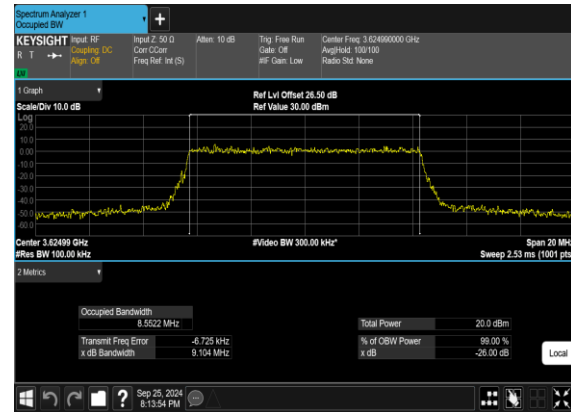 Spectrum Analyzer 1
Occupied BW
+
KEYSIGHT Input: RF Input Z: 50 Ω Atten: 10 dB Trig: Free Run Center Freq: 3.624990000 GHz
R T Coupling: DC Corr CCorr Gate: Off Avg|Hold: 100/100
Align: Off Freq Ref: Int (S) #IF Gain: Low Radio Std: None
1 Graph
Ref Lvl Offset 26.50 dB
Scale/Div 10.0 dB Ref Value 30.00 dBm
Log
20.0
10.0
0.00
-10.0
-20.0
-30.0
-40.0
-50.0
-60.0
Center 3.62499 GHz #Video BW 300.00 kHz* Span 20 MHz
#Res BW 100.00 kHz Sweep 2.53 ms (1001 pts)
2 Metrics
Occupied Bandwidth
8.5522 MHz Total Power 20.0 dBm
Transmit Freq Error -6.725 kHz % of OBW Power 99.00 %
x dB Bandwidth 9.104 MHz x dB -26.00 dB
Local
?
Sep 25, 2024
8:13:54 PM